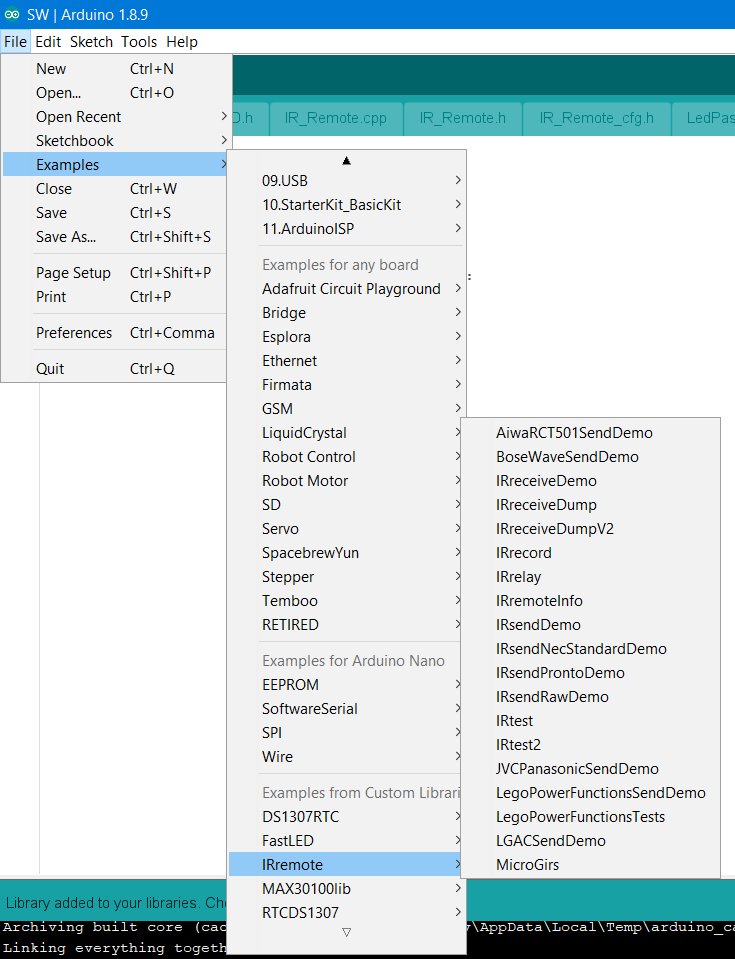 SW | Arduino 1.8.9
File Edit Sketch Tools Help
New Ctrl+N
Open... Ctrl+O
Open Recent
Sketchbook
Examples
Close Ctrl+W
Save Ctrl+S
Save As... Ctrl+Shift+S
Page Setup Ctrl+Shift+P
Print Ctrl+P
Preferences Ctrl+Comma
Quit Ctrl+Q
D.h IR_Remote.cpp IR_Remote.h IR_Remote_cfg.h LedPas
09.USB
10.StarterKit_BasicKit
11.ArduinoISP
Examples for any board
Adafruit Circuit Playground
Bridge
Esplora
Ethernet
Firmata
GSM
LiquidCrystal
Robot Control
Robot Motor
SD
Servo
SpacebrewYun
Stepper
Temboo
RETIRED
Examples for Arduino Nano
EEPROM
SoftwareSerial
SPI
Wire
Examples from Custom Librari
DS1307RTC
FastLED
IRremote
MAX30100lib
RTCDS1307
AiwaRCT501SendDemo
BoseWaveSendDemo
IRreceiveDemo
IRreceiveDump
IRreceiveDumpV2
IRrecord
IRrelay
IRremoteInfo
IRsendDemo
IRsendNecStandardDemo
IRsendProntoDemo
IRsendRawDemo
IRtest
IRtest2
JVCPanasonicSendDemo
LegoPowerFunctionsSendDemo
LegoPowerFunctionsTests
LGACSendDemo
MicroGirs
Library added to your libraries. Che
Archiving built core (cac \AppData\Local\Temp\arduino_ca
Linking everything togeth